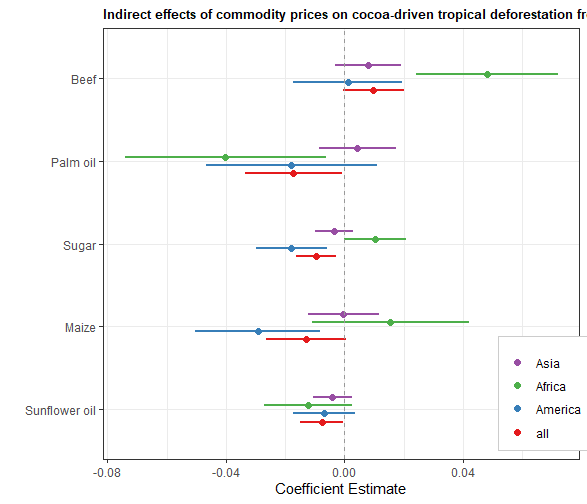 Indirect effects of commodity prices on cocoa-driven tropical deforestation
Beef
Palm oil
Sugar
Maize
Sunflower oil
Asia
Africa
America
all
-0.08 -0.04 0.00 0.04
Coefficient Estimate